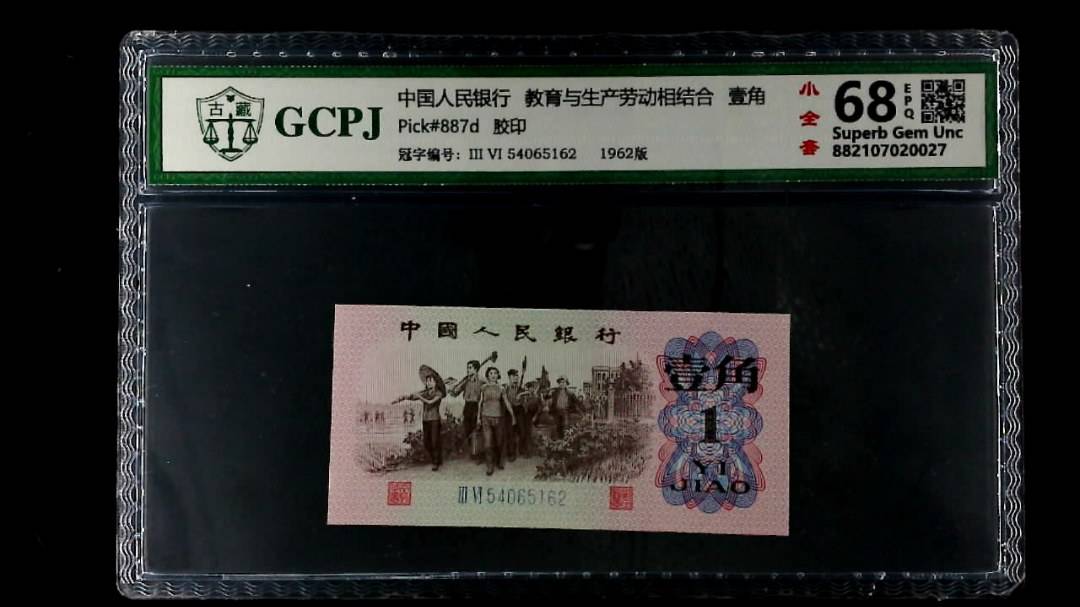 古藏
GCPJ
中国人民银行 教育与生产劳动相结合 壹角
Pick#887d 胶印
冠字编号: III VI 54065162 1962版
小全套
68 EPQ
Superb Gem Unc
882107020027
中國人民銀行
壹角
1
YI
JIAO
III VI 54065162